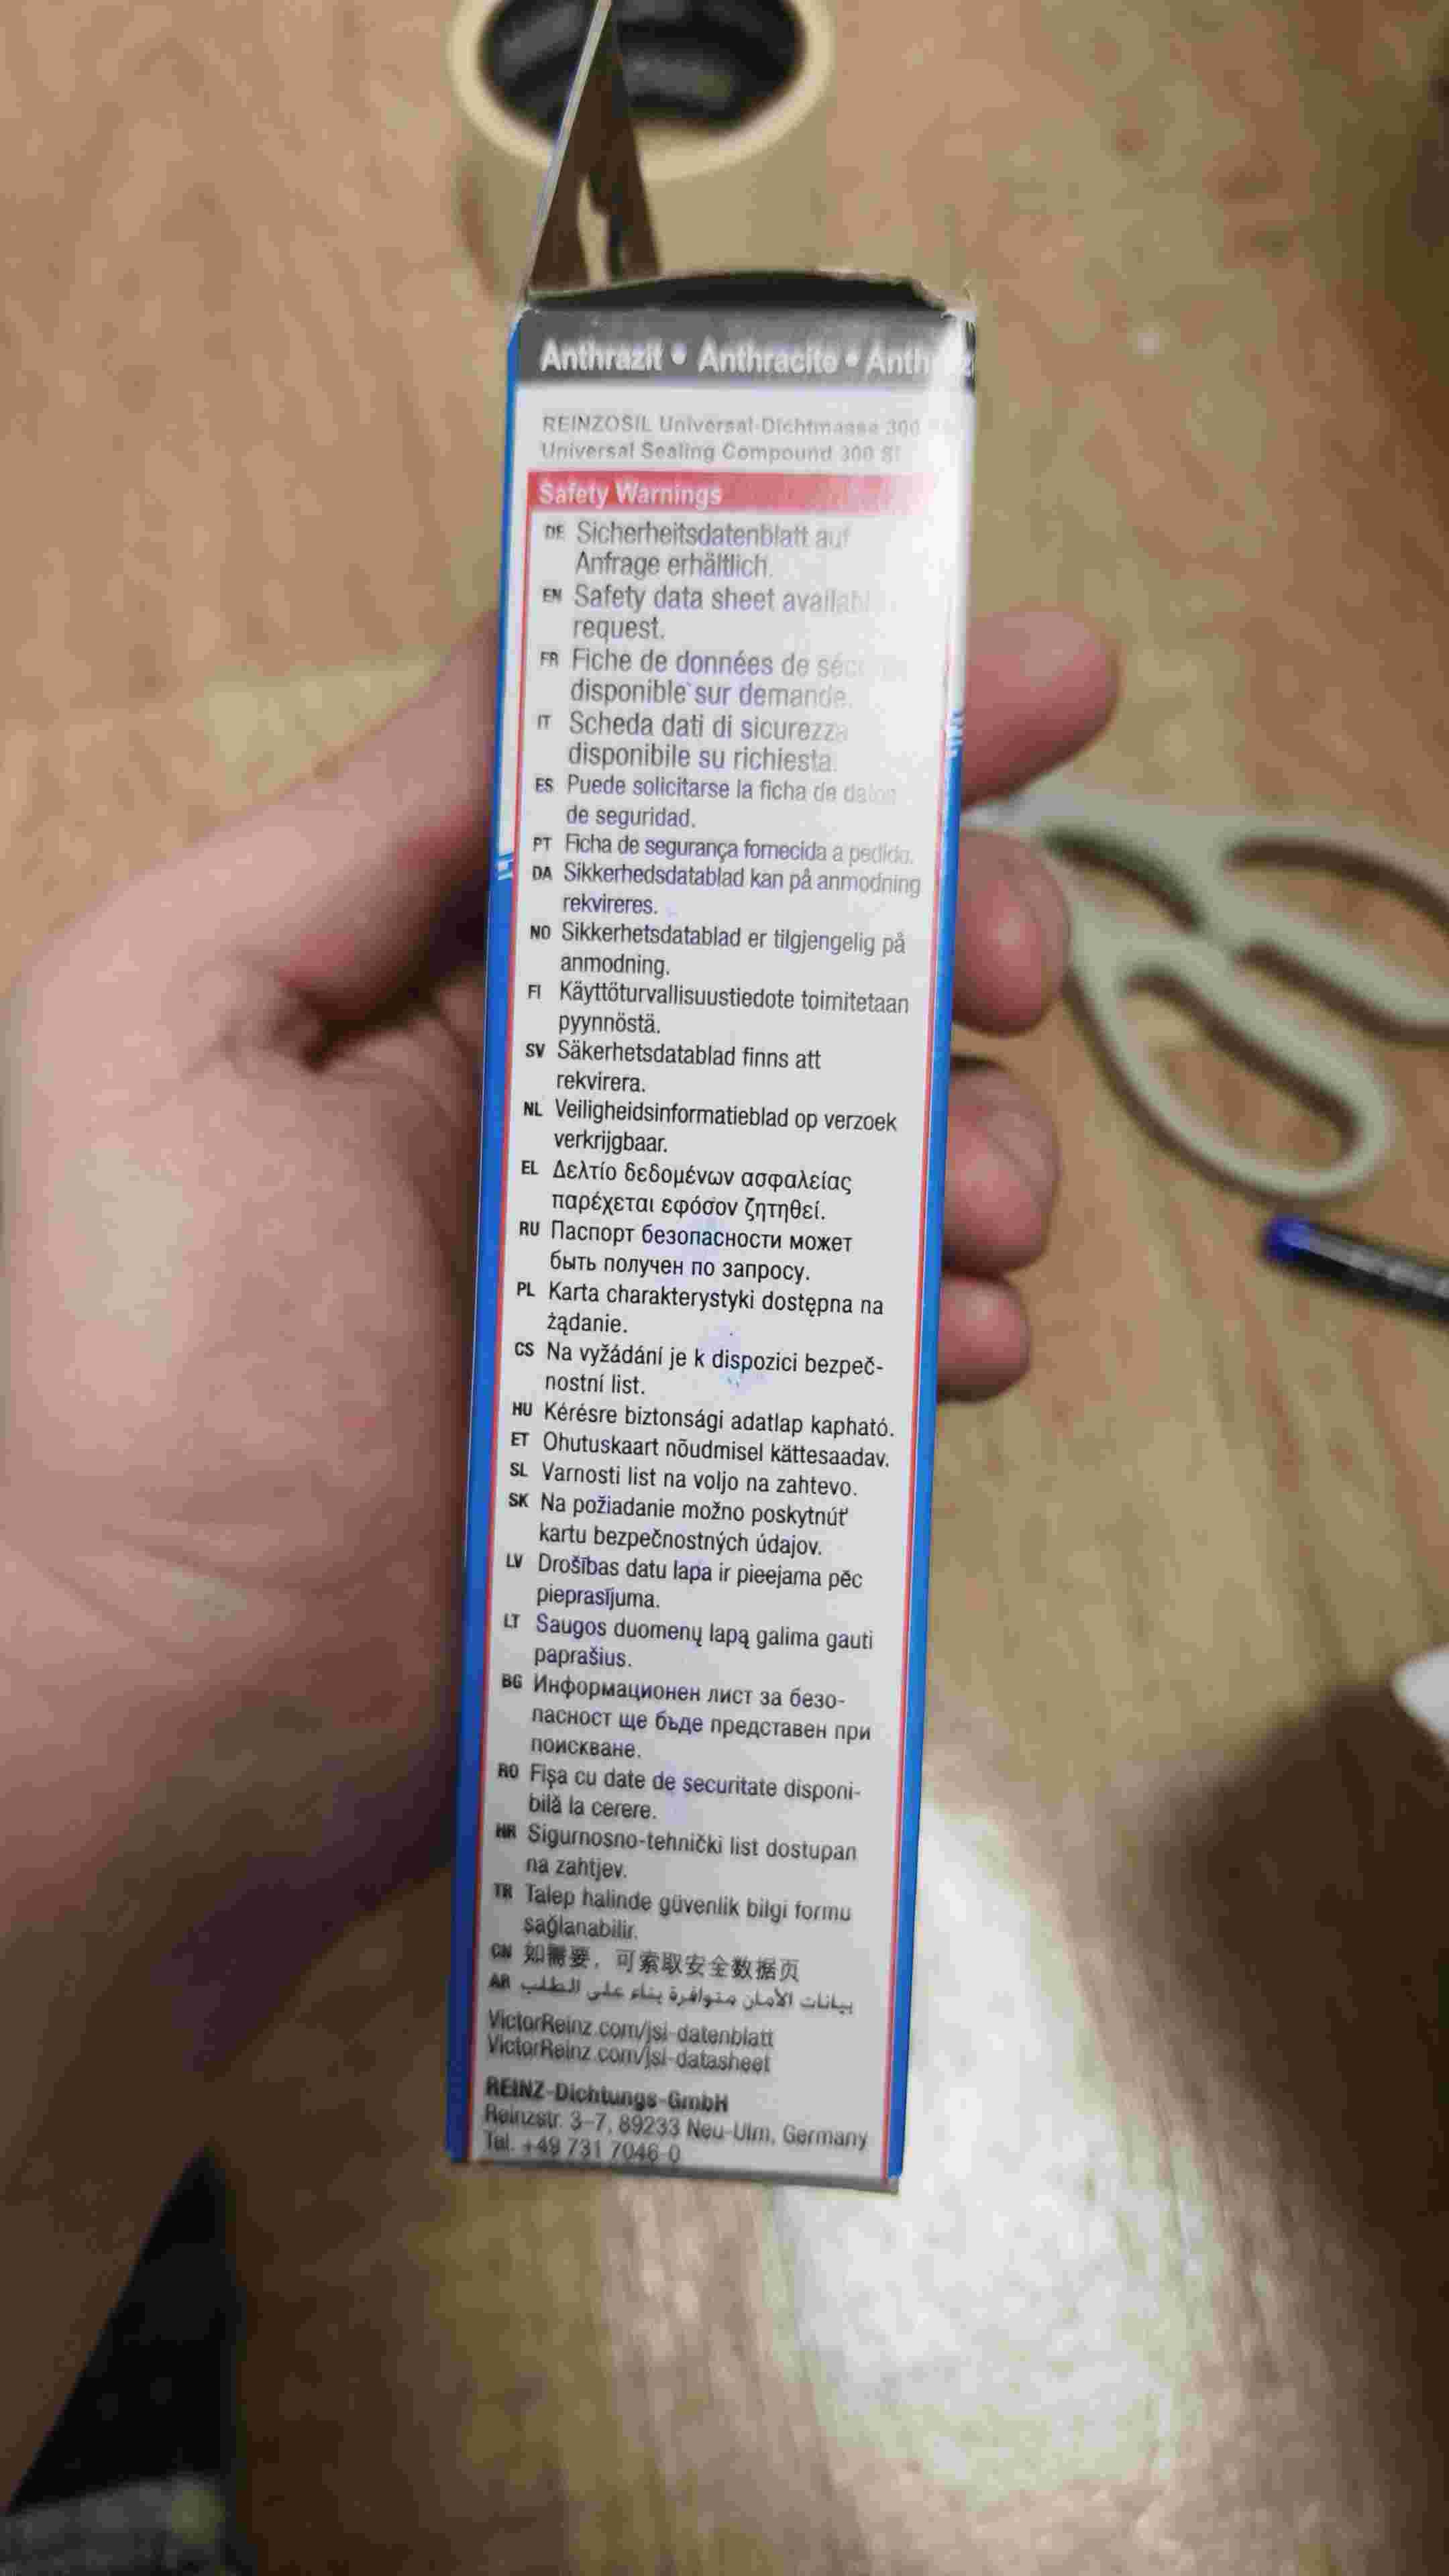 Anthrazit • Anthracite •
REINZOSIL Universal-Dichtmasse 300
Universal Sealing Compound 300
Safety Warnings
DE Sicherheitsdatenblatt auf
Anfrage erhältlich.
EN Safety data sheet
request.
FR Fiche de données de
disponible sur demande.
IT Scheda dati di sicurezza
disponibile su richiesta.
ES Puede solicitarse la ficha de datos
de seguridad.
PT Ficha de segurança fornecida a pedido.
DA Sikkerhedsdatablad kan på anmodning
rekvireres.
NO Sikkerhetsdatablad er tilgjengelig på
anmodning.
FI Käyttöturvallisuustiedote toimitetaan
pyynnöstä.
SV Säkerhetsdatablad finns att
rekvirera.
NL Veiligheidsinformatieblad op verzoek
verkrijgbaar.
EL Δελτίο δεδομένων ασφαλείας
παρέχεται εφόσον ζητηθεί.
RU Паспорт безопасности может
быть получен по запросу.
PL Karta charakterystyki dostępna na
żądanie.
CS Na vyžádání je k dispozici bezpeč-
nostní list.
HU Kérésre biztonsági adatlap kapható.
ET Ohutuskaart nõudmisel kättesaadav.
SL Varnosti list na voljo na zahtevo.
SK Na požiadanie možno poskytnúť
kartu bezpečnostných údajov.
LV Drošības datu lapa ir pieejama pēc
pieprasījuma.
LT Saugos duomenų lapą galima gauti
paprašius.
BG Информационен лист за безо-
пасност ще бъде представен при
поискване.
RO Fişa cu date de securitate disponi-
bilă la cerere.
HR Sigurnosno-tehnički list dostupan
na zahtjev.
TR Talep halinde güvenlik bilgi formu
sağlanabilir.
CN 如需要，可索取安全数据页
AR بيانات الأمان متوافرة بناء على الطلب
VictorReinz.com/jsi-datenblatt
VictorReinz.com/jsi-datasheet
REINZ-Dichtungs-GmbH
Reinzstr. 3–7, 89233 Neu-Ulm, Germany
Tel. +49 731 7046-0